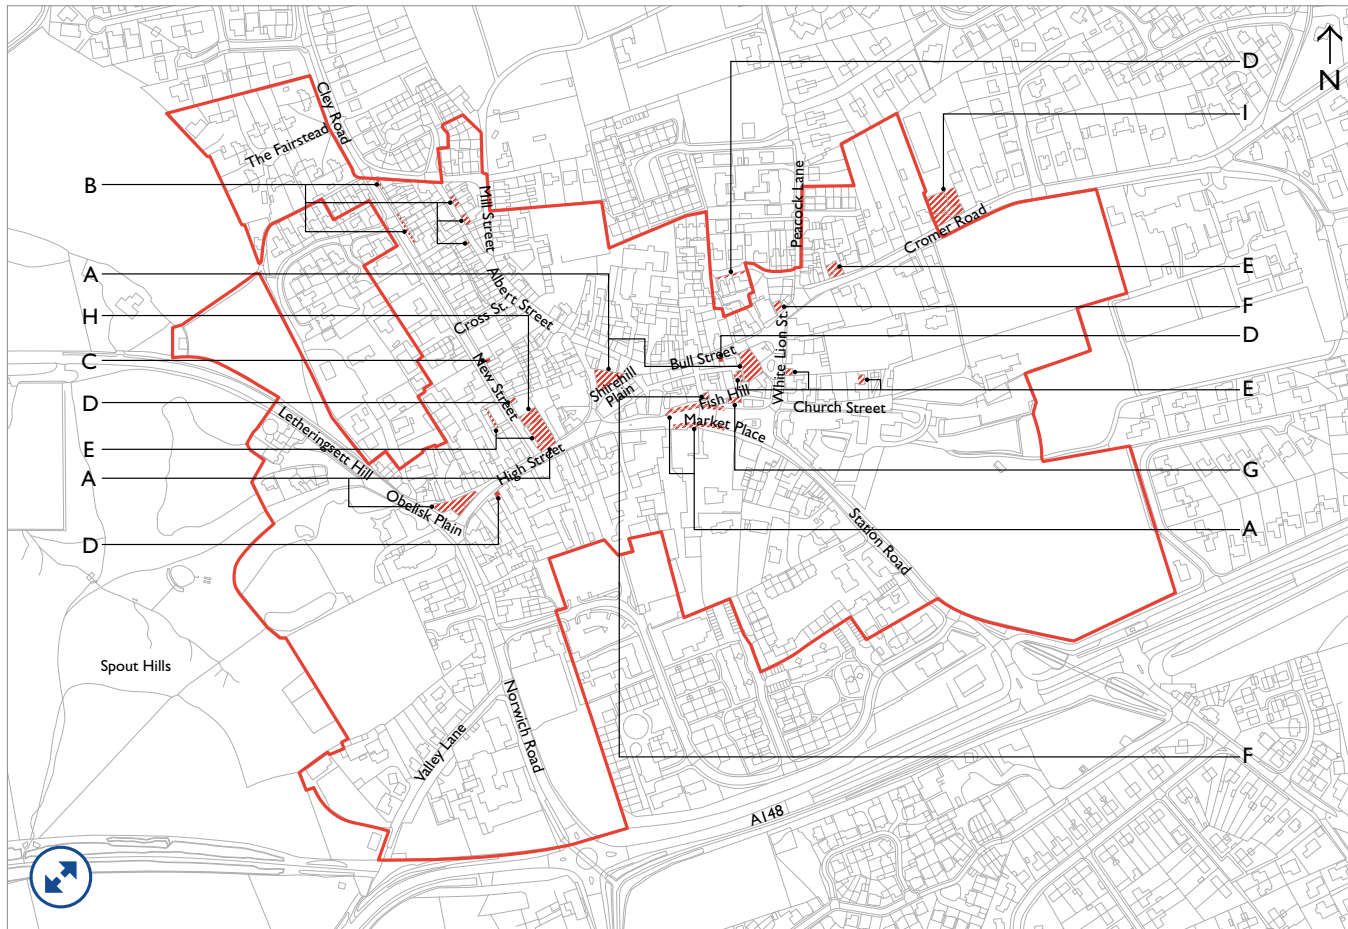 D
N
Cley Road
I
The Fairstead
B
Mill Street
Peacock Lane
Cromer Road
A
E
Albert Street
H
Cross St.
F
White Lion St.
D
Bull Street
C
New Street
Shirehill
Plain
E
D
Fish Hill
Church Street
Letheringsett Hill
Market Place
E
High Street
G
A
Obelisk Plain
A
Station Road
D
Spout Hills
Norwich Road
Valley Lane
F
A148